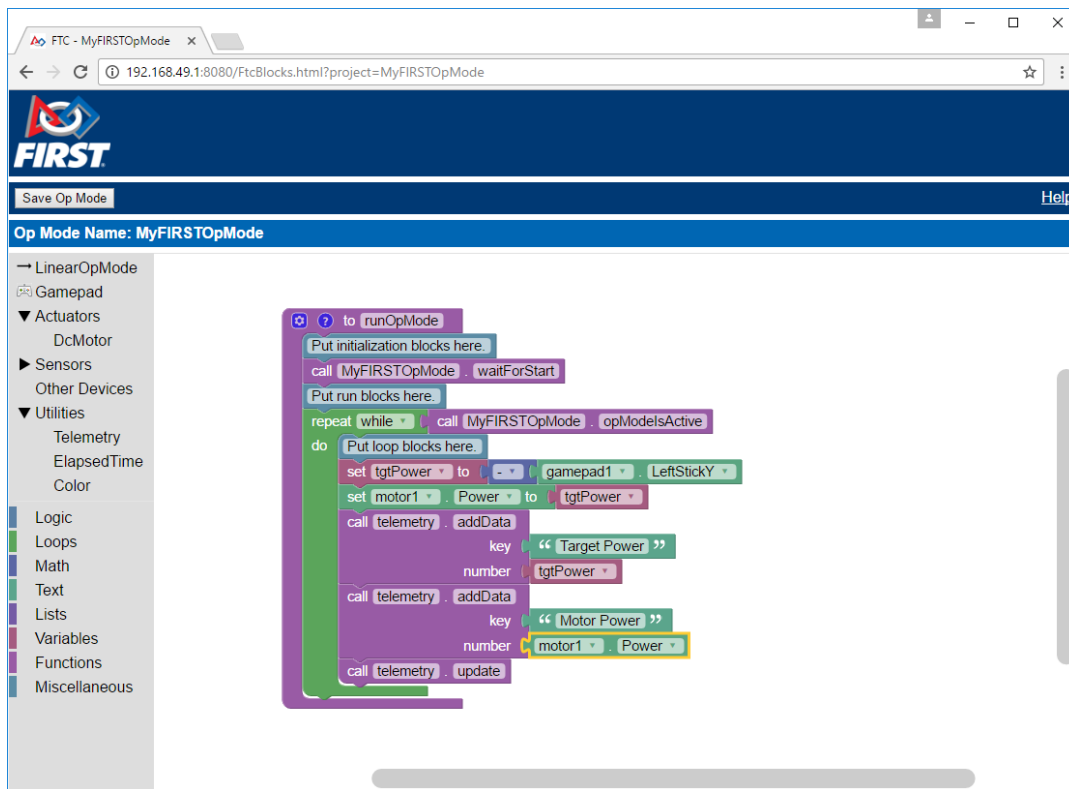 FTC - MyFIRSTOpMode
192.168.49.1:8080/FtcBlocks.html?project=MyFIRSTOpMode
FIRST
Save Op Mode
Help
Op Mode Name: MyFIRSTOpMode
LinearOpMode
Gamepad
Actuators
DcMotor
Sensors
Other Devices
Utilities
Telemetry
ElapsedTime
Color
Logic
Loops
Math
Text
Lists
Variables
Functions
Miscellaneous
to runOpMode
Put initialization blocks here.
call MyFIRSTOpMode . waitForStart
Put run blocks here.
repeat while call MyFIRSTOpMode . opModeIsActive
do Put loop blocks here.
set tgtPower to - gamepad1 . LeftStickY
set motor1 . Power to tgtPower
call telemetry . addData
key “ Target Power ”
number tgtPower
call telemetry . addData
key “ Motor Power ”
number motor1 . Power
call telemetry . update